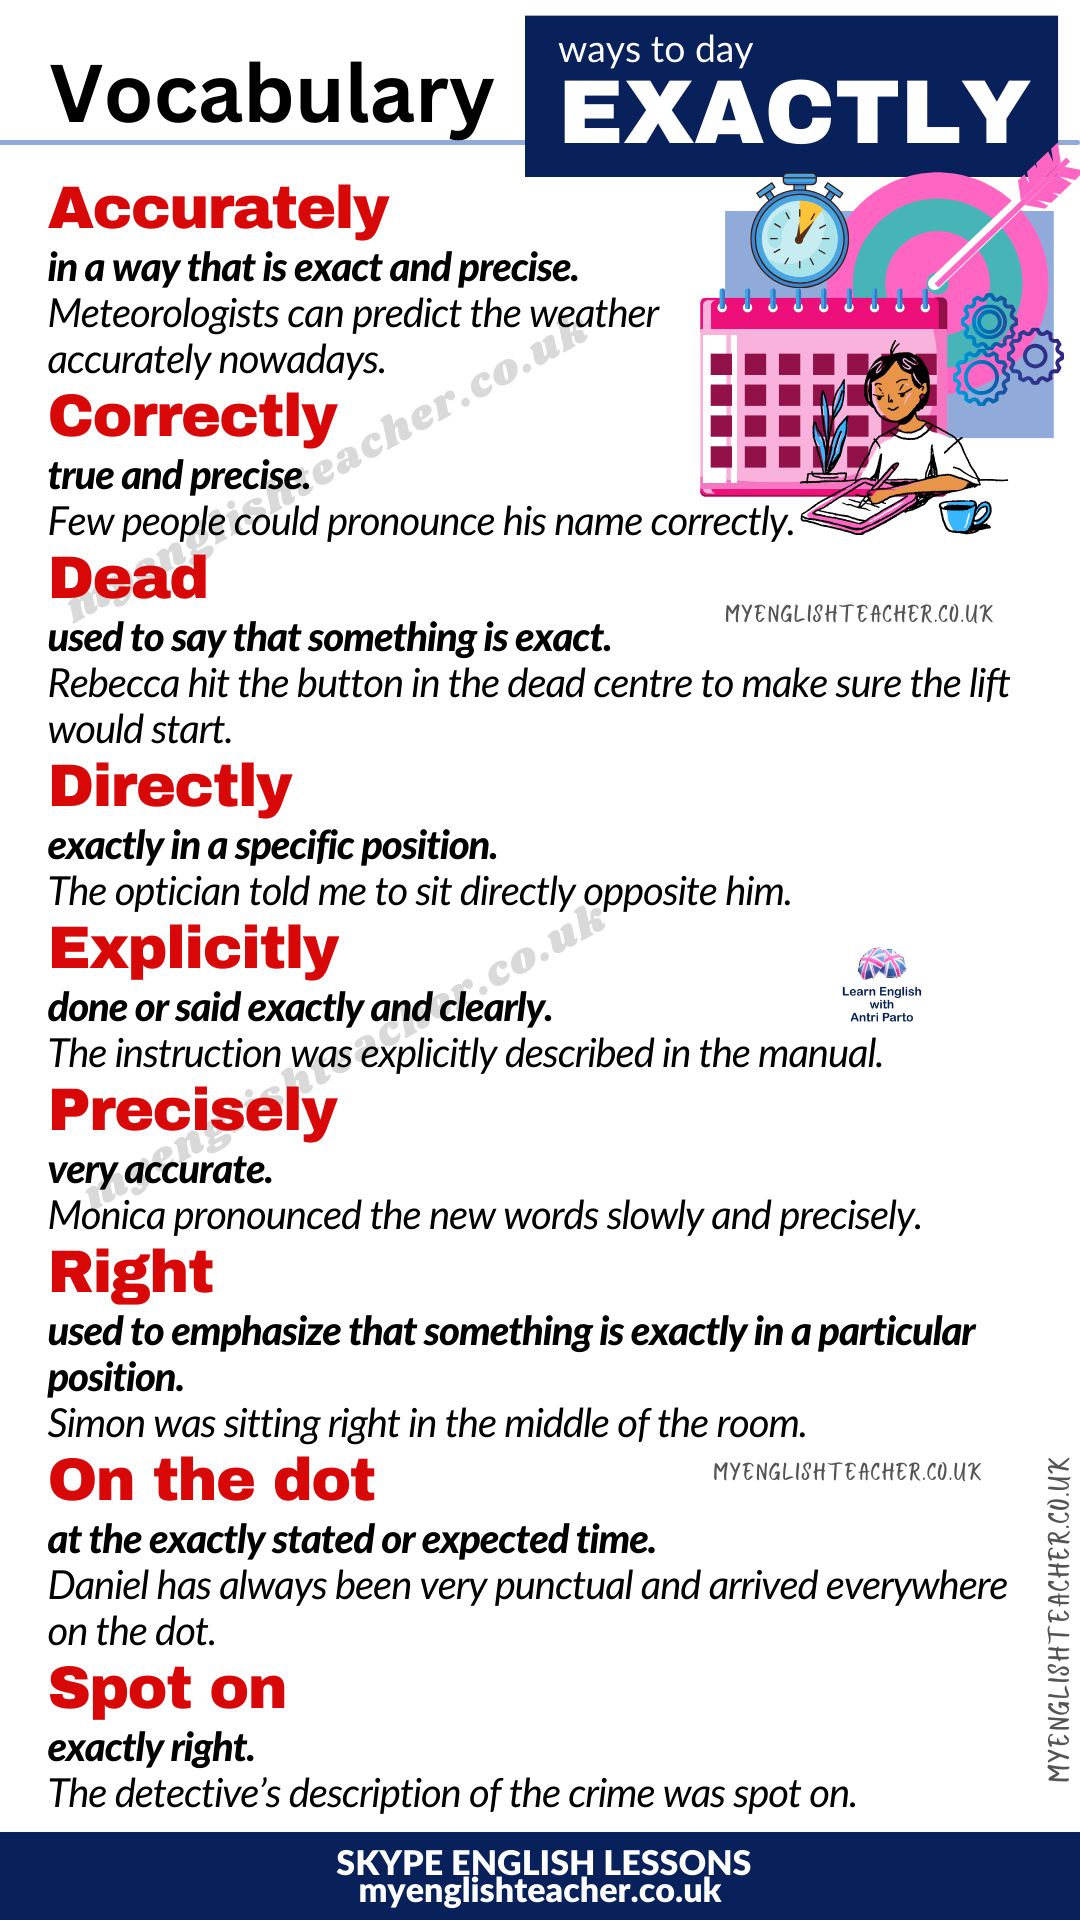 Vocabulary
ways to day
EXACTLY
Accurately
in a way that is exact and precise.
Meteorologists can predict the weather
accurately nowadays.
myenglishteacher.co.uk
Correctly
true and precise.
Few people could pronounce his name correctly.
Dead
MYENGLISHTEACHER.CO.UK
used to say that something is exact.
Rebecca hit the button in the dead centre to make sure the lift
would start.
Directly
exactly in a specific position.
The optician told me to sit directly opposite him.
myenglishteacher.co.uk
Explicitly
Learn English
with
Antri Parto
done or said exactly and clearly.
The instruction was explicitly described in the manual.
Precisely
very accurate.
Monica pronounced the new words slowly and precisely.
Right
used to emphasize that something is exactly in a particular
position.
Simon was sitting right in the middle of the room.
On the dot
MYENGLISHTEACHER.CO.UK
MYENGLISHTEACHER.CO.UK
at the exactly stated or expected time.
Daniel has always been very punctual and arrived everywhere
on the dot.
Spot on
exactly right.
The detective’s description of the crime was spot on.
SKYPE ENGLISH LESSONS
myenglishteacher.co.uk